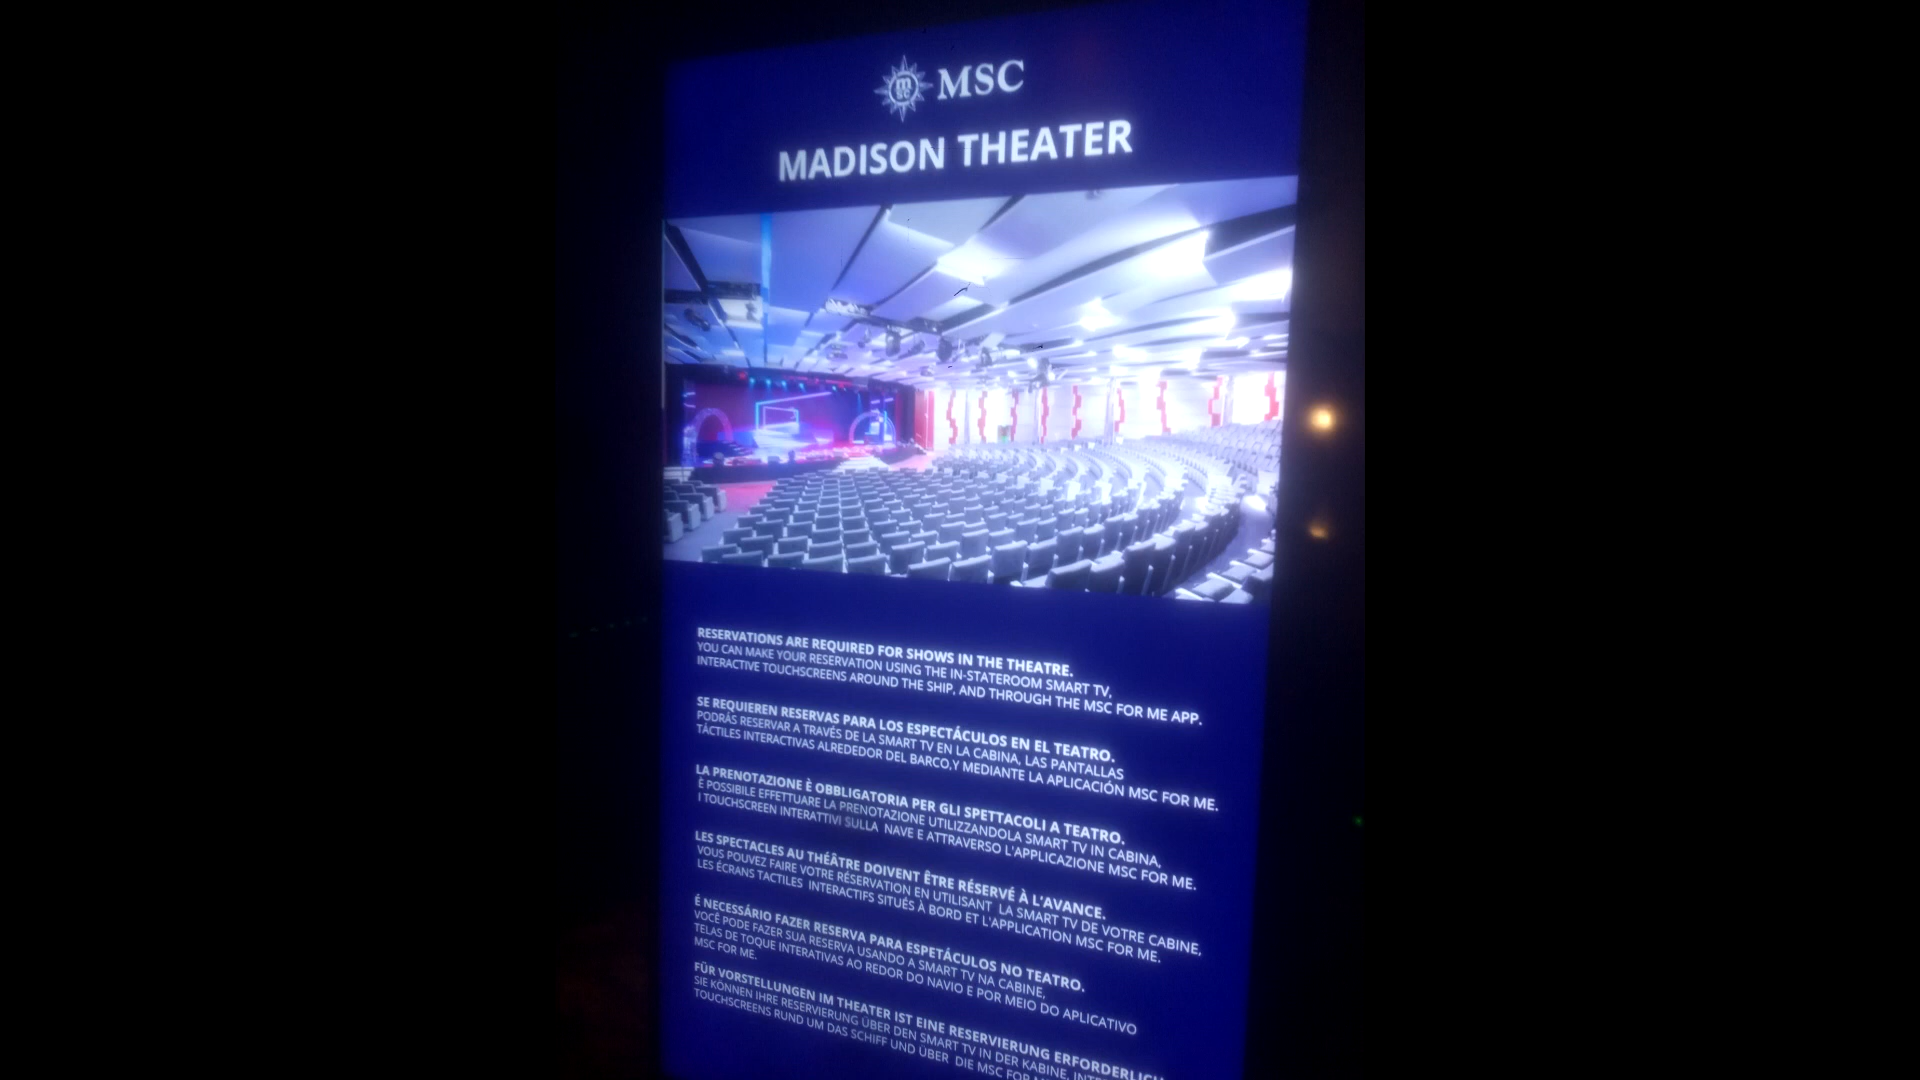 MSC
MADISON THEATER
RESERVATIONS ARE REQUIRED FOR SHOWS IN THE THEATRE.
YOU CAN MAKE YOUR RESERVATION USING THE IN-STATEROOM SMART TV,
INTERACTIVE TOUCHSCREENS AROUND THE SHIP, AND THROUGH THE MSC FOR ME APP.
SE REQUIEREN RESERVAS PARA LOS ESPECTÁCULOS EN EL TEATRO.
PODRÁS RESERVAR A TRAVÉS DE LA SMART TV EN LA CABINA, LAS PANTALLAS
TÁCTILES INTERACTIVAS ALREDEDOR DEL BARCO,Y MEDIANTE LA APLICACIÓN MSC FOR ME.
LA PRENOTAZIONE È OBBLIGATORIA PER GLI SPETTACOLI A TEATRO.
È POSSIBILE EFFETTUARE LA PRENOTAZIONE UTILIZZANDOLA SMART TV IN CABINA,
I TOUCHSCREEN INTERATTIVI SULLA NAVE E ATTRAVERSO L'APPLICAZIONE MSC FOR ME.
LES SPECTACLES AU THÉÂTRE DOIVENT ÊTRE RÉSERVÉ À L'AVANCE.
VOUS POUVEZ FAIRE VOTRE RÉSERVATION EN UTILISANT LA SMART TV DE VOTRE CABINE,
LES ÉCRANS TACTILES INTERACTIFS SITUÉS À BORD ET L'APPLICATION MSC FOR ME.
É NECESSÁRIO FAZER RESERVA PARA ESPETÁCULOS NO TEATRO.
VOCÊ PODE FAZER SUA RESERVA USANDO A SMART TV NA CABINE,
TELAS DE TOQUE INTERATIVAS AO REDOR DO NAVIO E POR MEIO DO APLICATIVO
MSC FOR ME.
FÜR VORSTELLUNGEN IM THEATER IST EINE RESERVIERUNG ERFORDERLICH
SIE KÖNNEN IHRE RESERVIERUNG ÜBER DEN SMART TV IN DER KABINE,
TOUCHSCREENS RUND UM DAS SCHIFF UND ÜBER DIE MSC FOR